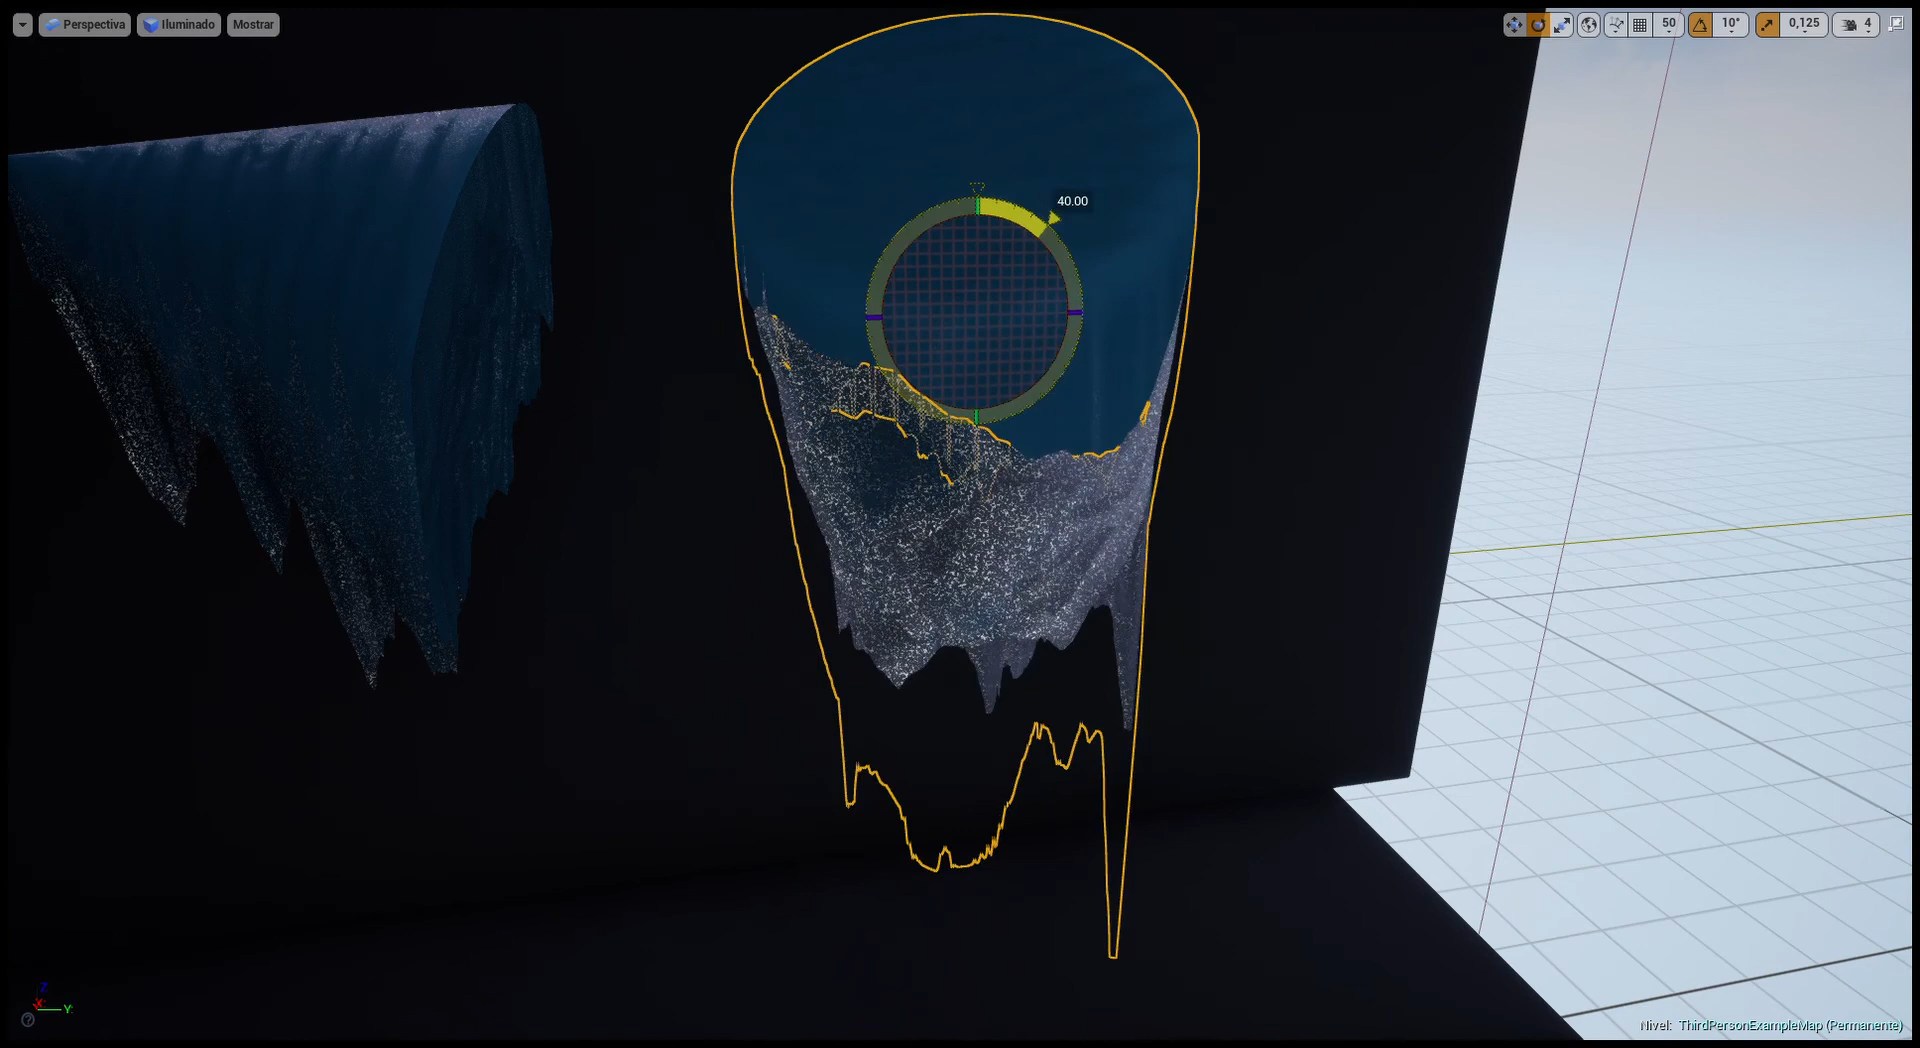 Perspectiva
Iluminado
Mostrar
50
10°
0,125
4
40.00
Z
X
Y
Nivel: ThirdPersonExampleMap (Permanente)